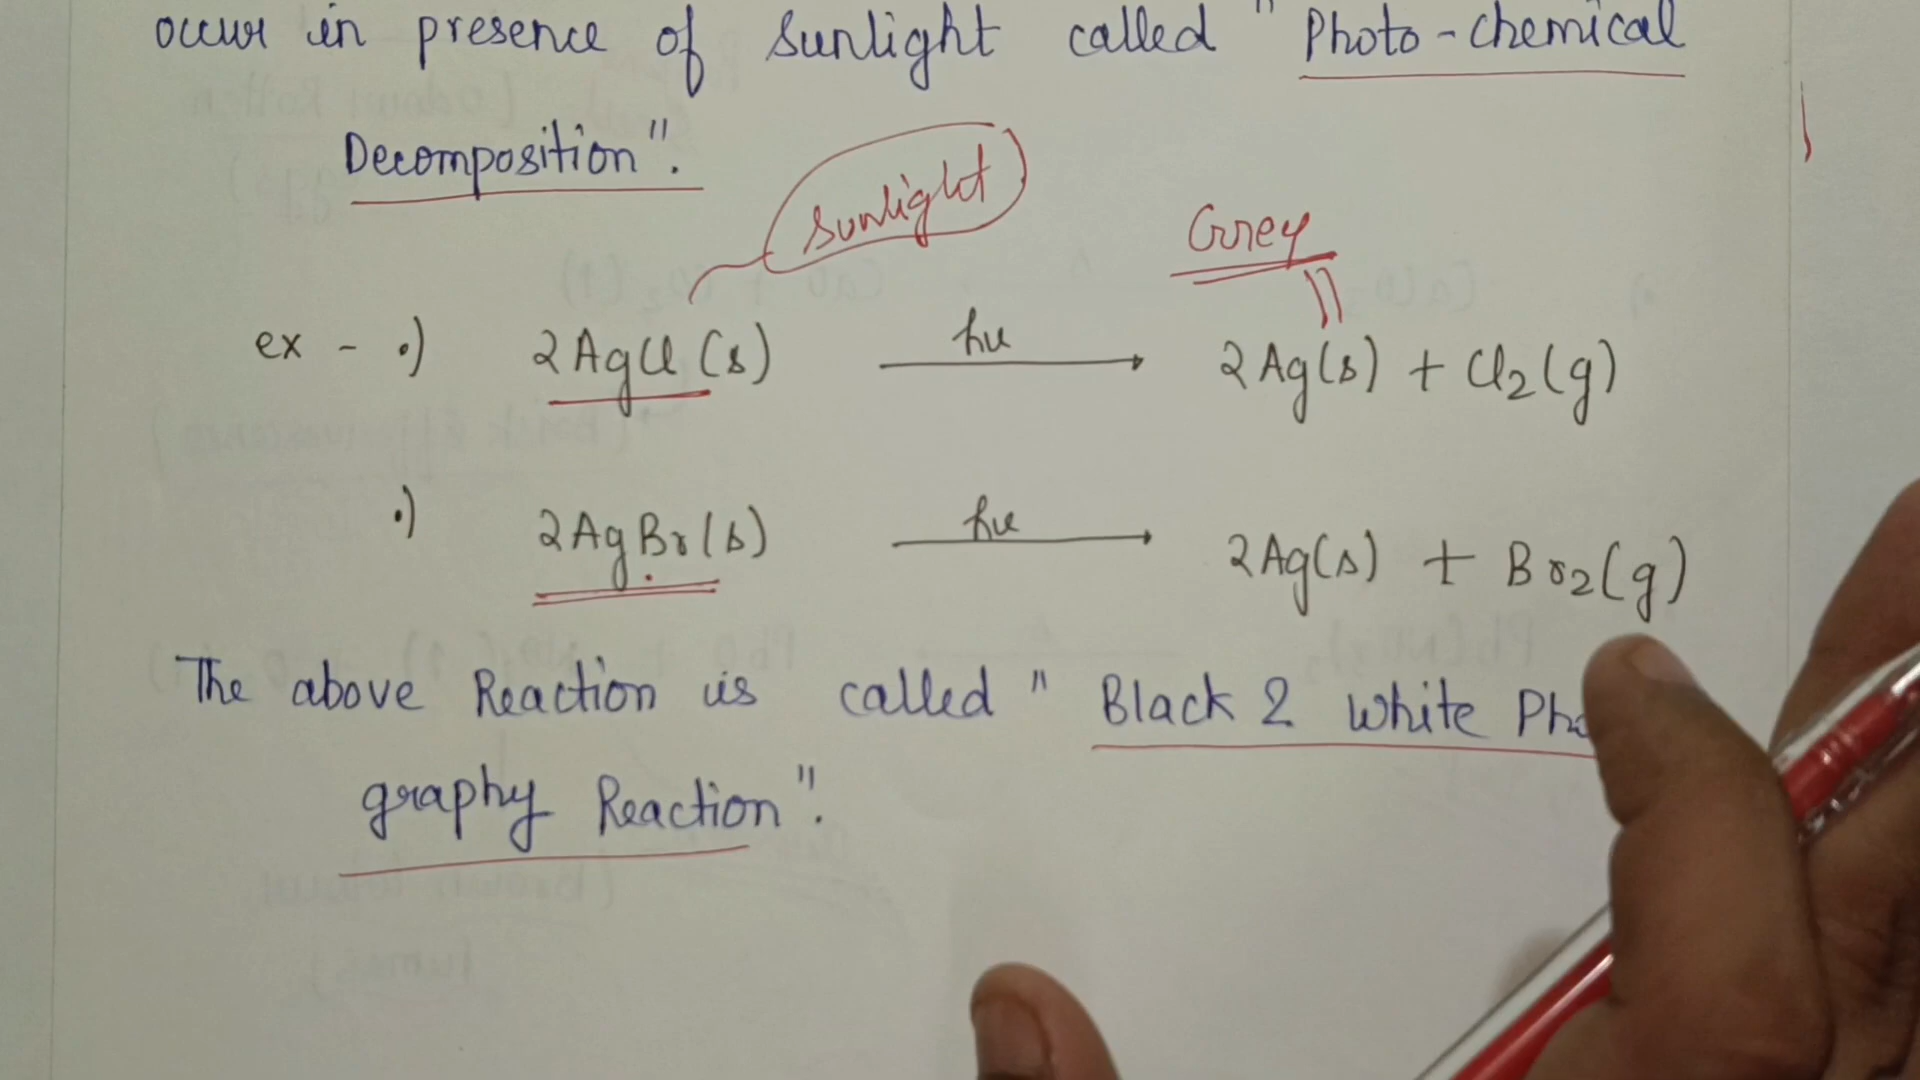 occur in presence of sunlight called " Photo-chemical
Decomposition".
sunlight
Grey
ex - •) 2AgCl(s) hν 2Ag(s) + Cl2(g)
•) 2AgBr(s) hν 2Ag(s) + Br2(g)
The above Reaction is called " Black & White Pho
graphy Reaction".